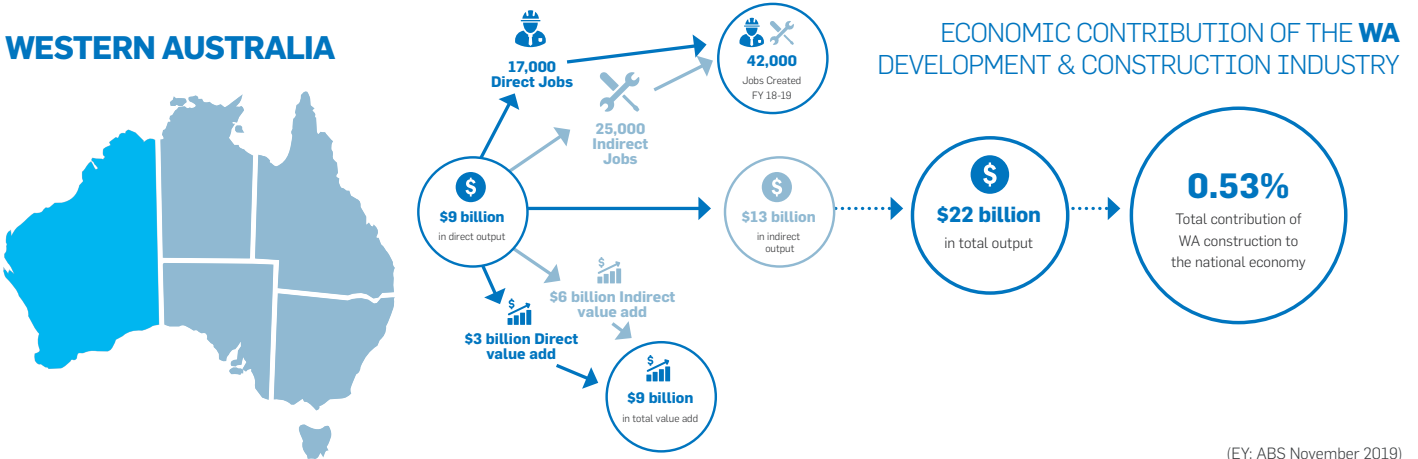 WESTERN AUSTRALIA
ECONOMIC CONTRIBUTION OF THE WA
DEVELOPMENT & CONSTRUCTION INDUSTRY
17,000
Direct Jobs
25,000
Indirect
Jobs
42,000
Jobs Created
FY 18-19
$
$9 billion
in direct output
$
$13 billion
in indirect
output
$
$22 billion
in total output
0.53%
Total contribution of
WA construction to
the national economy
$
$6 billion Indirect
value add
$
$3 billion Direct
value add
$
$9 billion
in total value add
(EY: ABS November 2019)